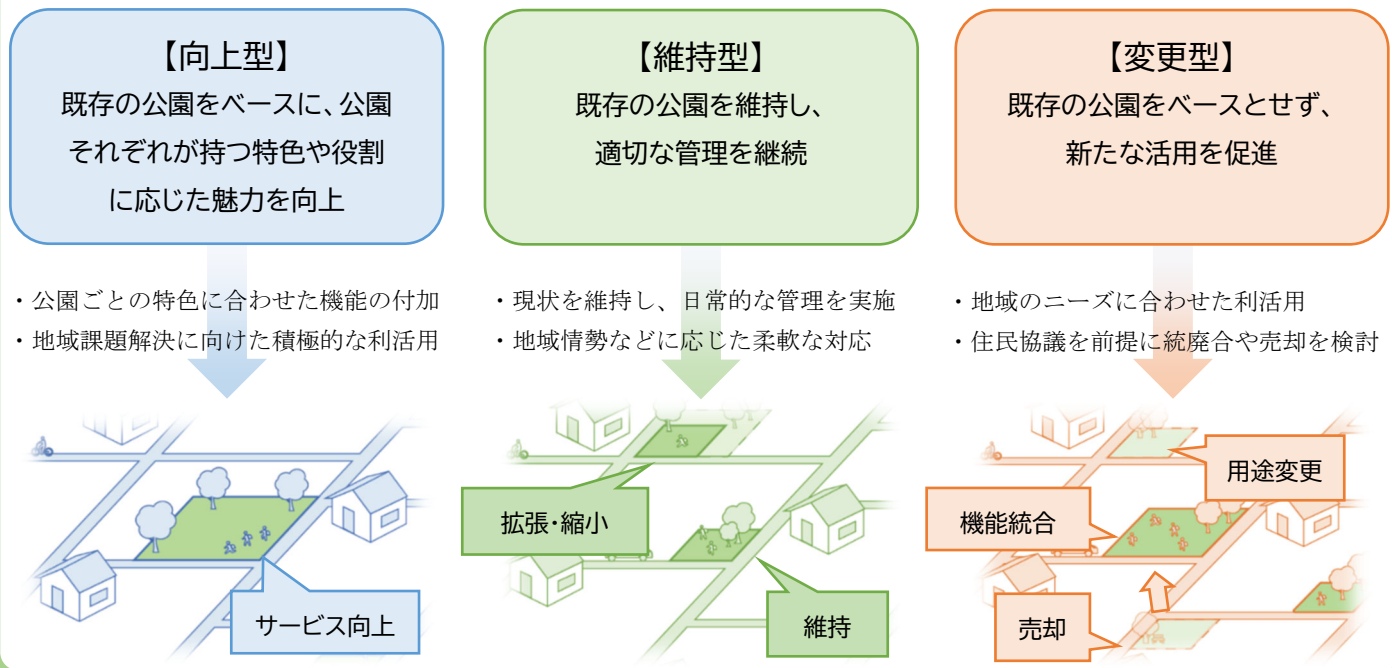 【向上型】
既存の公園をベースに、公園
それぞれが持つ特色や役割
に応じた魅力を向上
・公園ごとの特色に合わせた機能の付加
・地域課題解決に向けた積極的な利活用
サービス向上
【維持型】
既存の公園を維持し、
適切な管理を継続
・現状を維持し、日常的な管理を実施
・地域情勢などに応じた柔軟な対応
拡張・縮小
維持
【変更型】
既存の公園をベースとせず、
新たな活用を促進
・地域のニーズに合わせた利活用
・住民協議を前提に統廃合や売却を検討
用途変更
機能統合
売却